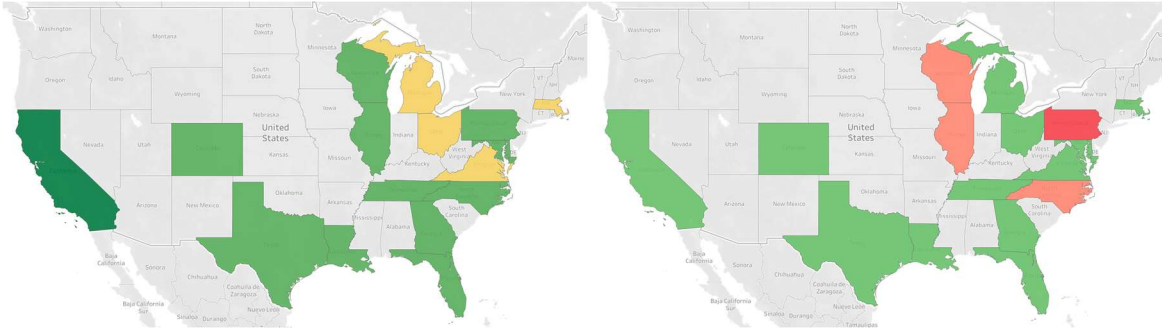 Washington
Montana
North
Dakota
Minnesota
Oregon
Idaho
South
Dakota
Wyoming
Iowa
New York
VT
NH
Maine
CT
Nebraska
Nevada
Utah
United
States
Indiana
Kansas
Missouri
West
Virginia
Kentucky
Arizona
New Mexico
Oklahoma
Arkansas
Mississippi
Alabama
South
Carolina
Baja
California
Sonora
Chihuahua
Coahuila de
Zaragoza
Baja California
Sur
Sinaloa
Durango
Nuevo León
Washington
Montana
North
Dakota
Minnesota
Oregon
Idaho
South
Dakota
Wyoming
Iowa
New York
VT
NH
Maine
CT
Nebraska
Nevada
Utah
United
States
Indiana
Kansas
Missouri
West
Virginia
Kentucky
Arizona
New Mexico
Oklahoma
Arkansas
Mississippi
Alabama
South
Carolina
Baja
California
Sonora
Chihuahua
Coahuila de
Zaragoza
Baja California
Sur
Sinaloa
Durango
Nuevo León
Tamaulipas